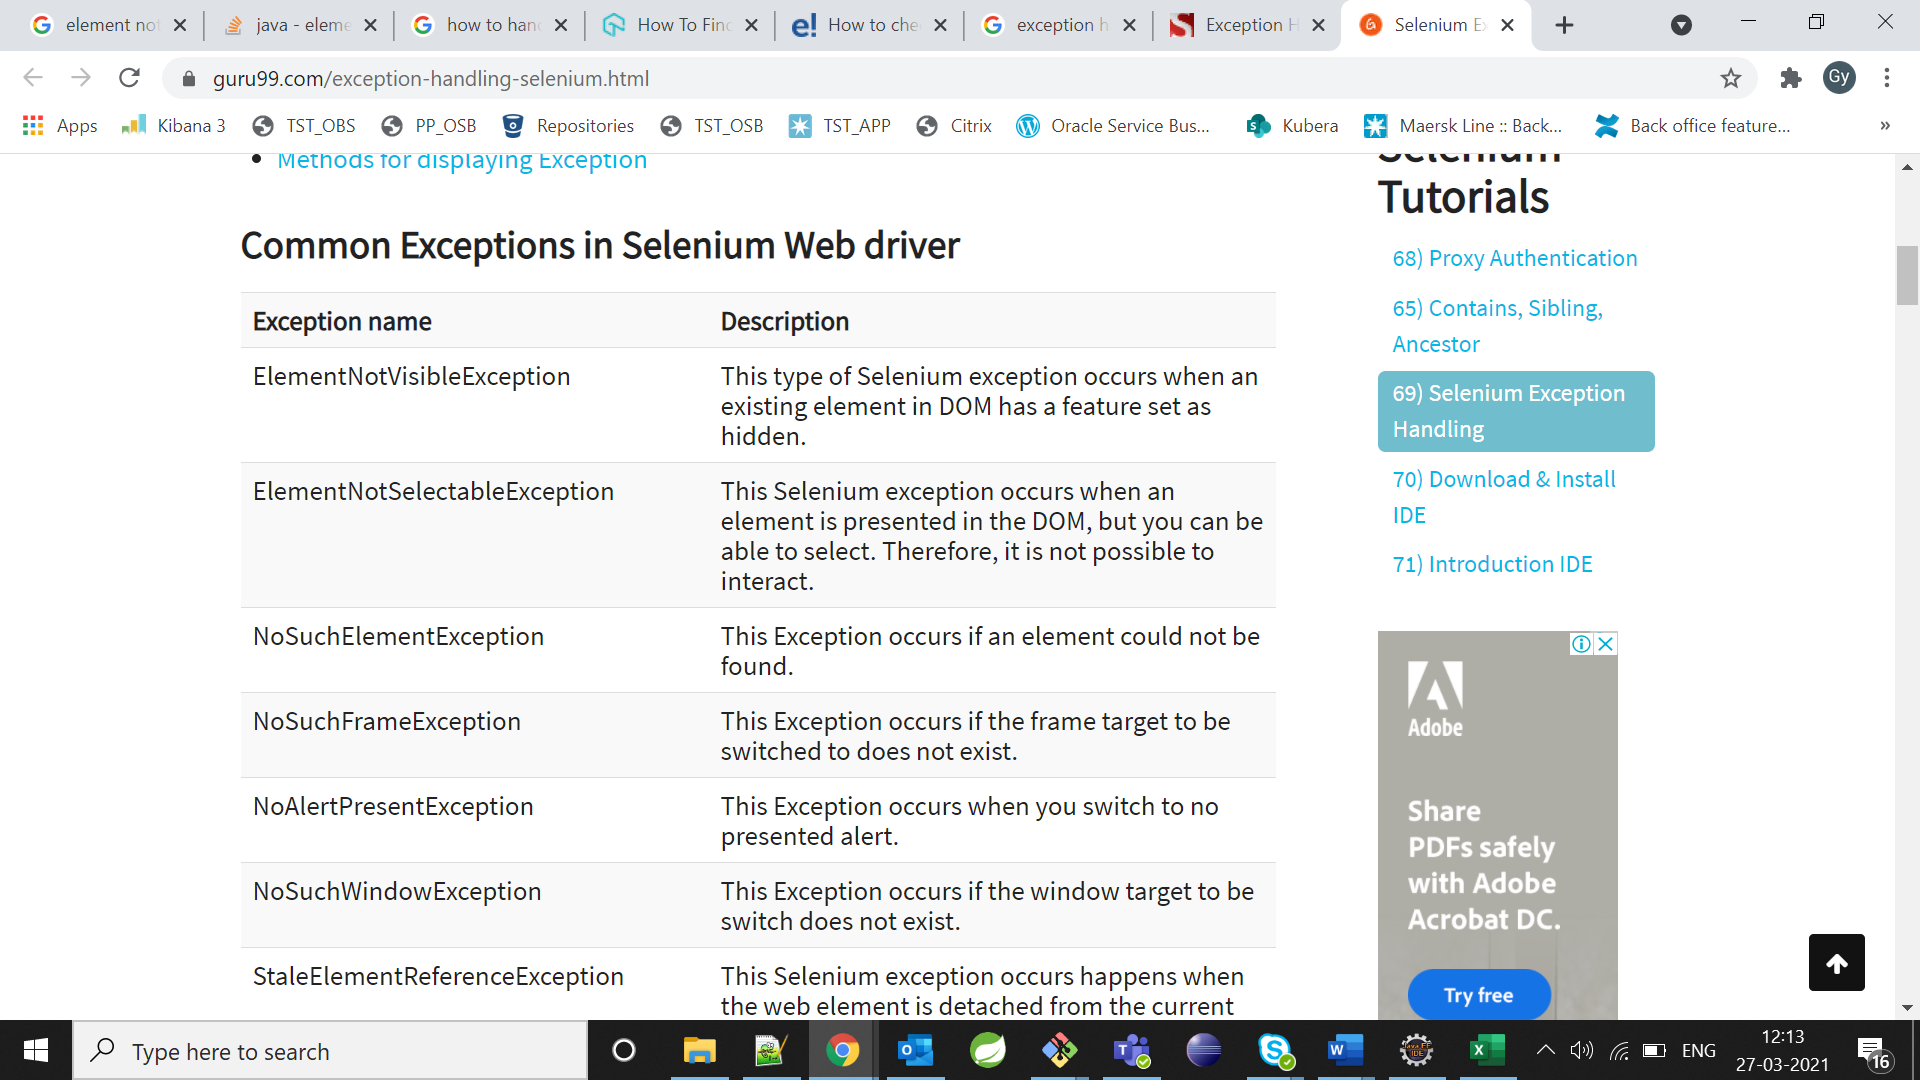 element no
java - eleme
how to han
How To Find
How to che
exception h
Exception H
Selenium Ex
guru99.com/exception-handling-selenium.html
Gy
Apps
Kibana 3
TST_OBS
PP_OSB
Repositories
TST_OSB
TST_APP
Citrix
Oracle Service Bus...
Kubera
Maersk Line :: Back...
Back office feature...
»
Methods for displaying Exception
Common Exceptions in Selenium Web driver
Exception name
Description
ElementNotVisibleException
This type of Selenium exception occurs when an
existing element in DOM has a feature set as
hidden.
ElementNotSelectableException
This Selenium exception occurs when an
element is presented in the DOM, but you can be
able to select. Therefore, it is not possible to
interact.
NoSuchElementException
This Exception occurs if an element could not be
found.
NoSuchFrameException
This Exception occurs if the frame target to be
switched to does not exist.
NoAlertPresentException
This Exception occurs when you switch to no
presented alert.
NoSuchWindowException
This Exception occurs if the window target to be
switch does not exist.
StaleElementReferenceException
This Selenium exception occurs happens when
the web element is detached from the current
Selenium
Tutorials
68) Proxy Authentication
65) Contains, Sibling,
Ancestor
69) Selenium Exception
Handling
70) Download & Install
IDE
71) Introduction IDE
Adobe
Share
PDFs safely
with Adobe
Acrobat DC.
Try free
Type here to search
ENG
12:13
27-03-2021
16